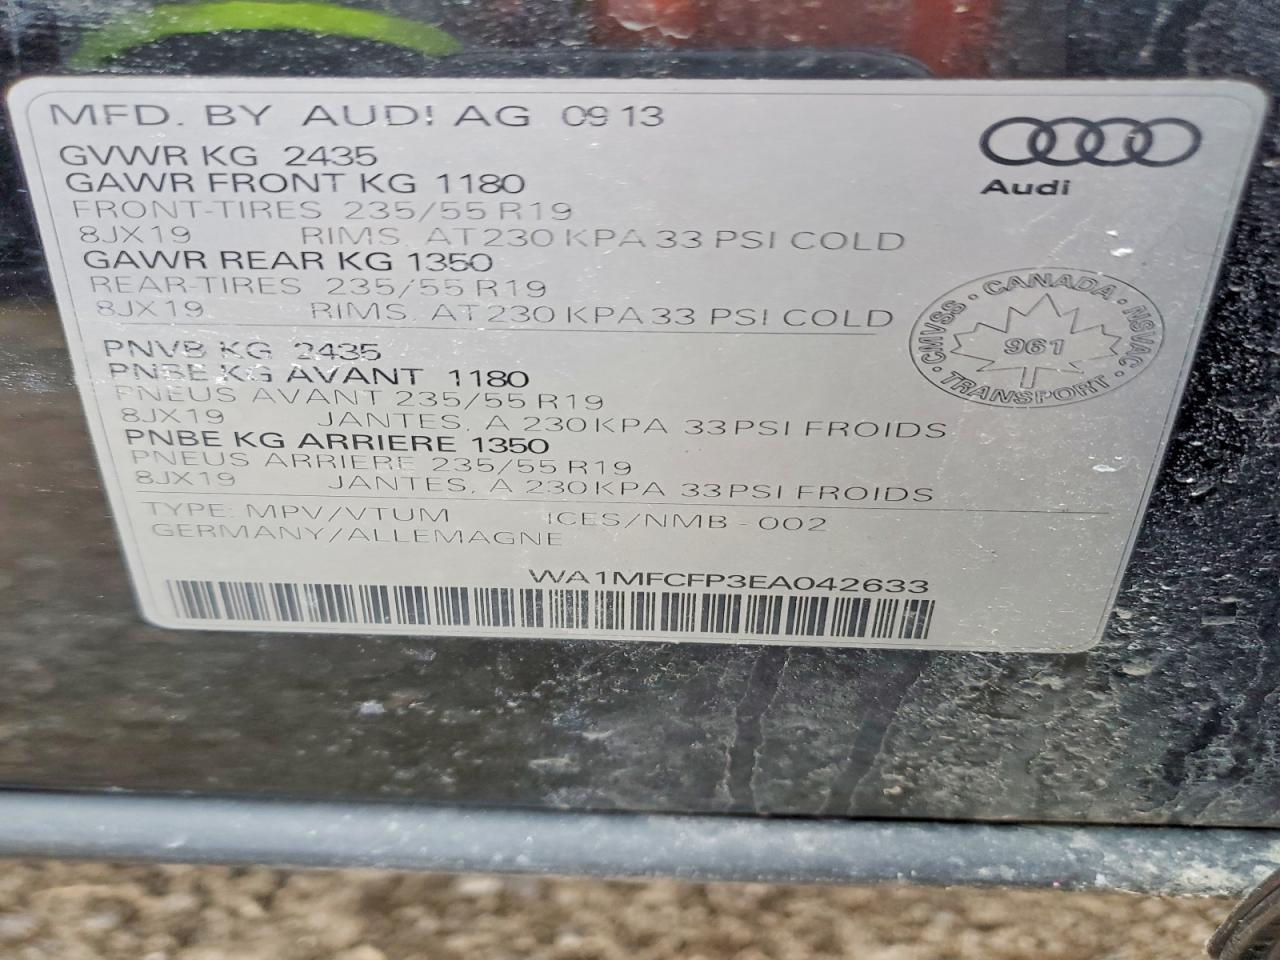 MFD. BY AUDI AG 09 13
GVWR KG 2435
GAWR FRONT KG 1180
FRONT-TIRES 235/55 R19
8JX19 RIMS. AT 230 KPA 33 PSI COLD
GAWR REAR KG 1350
REAR-TIRES 235/55 R19
8JX19 RIMS. AT 230 KPA 33 PSI COLD
Audi
CANADA · NSVAC · TRANSPORT · CMVSS ·
961
PNVB KG 2435
PNBE KG AVANT 1180
PNEUS AVANT 235/55 R19
8JX19 JANTES, A 230 KPA 33 PSI FROIDS
PNBE KG ARRIERE 1350
PNEUS ARRIERE 235/55 R19
8JX19 JANTES, A 230 KPA 33 PSI FROIDS
TYPE: MPV/VTUM ICES/NMB - 002
GERMANY/ALLEMAGNE
WA1MFCFP3EA042633